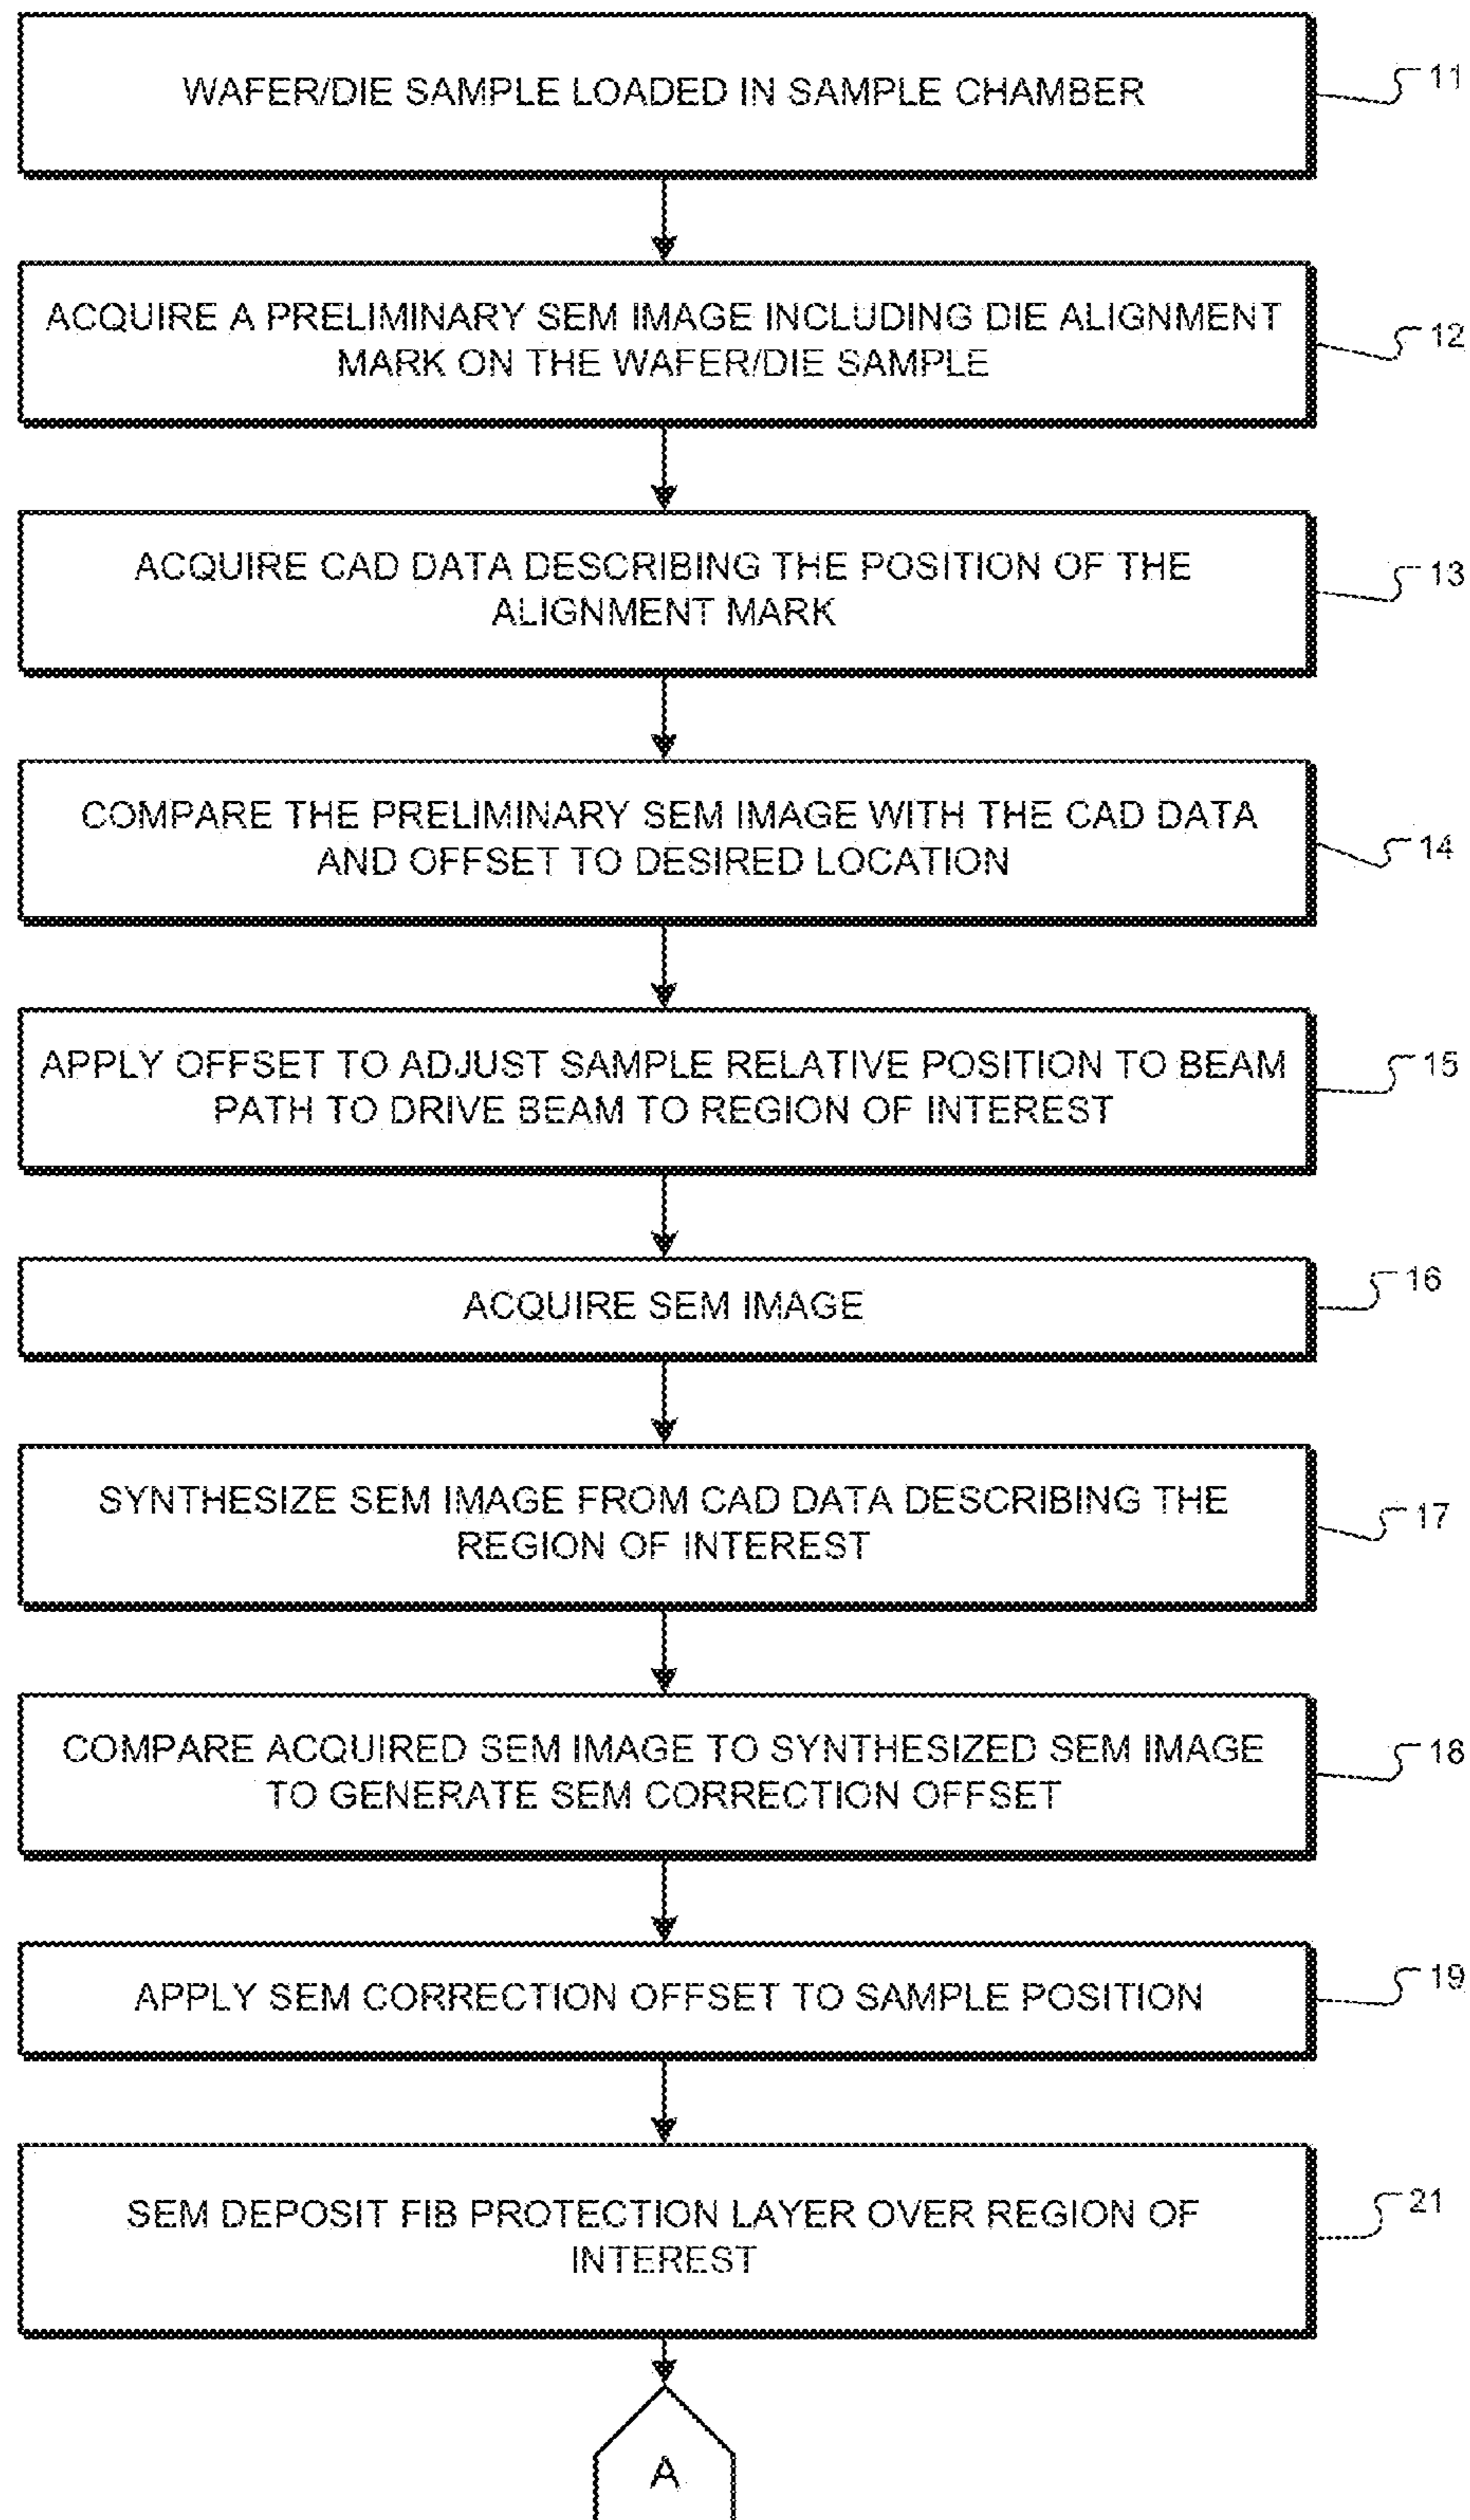 WAFER/DIE SAMPLE LOADED IN SAMPLE CHAMBER
11
ACQUIRE A PRELIMINARY SEM IMAGE INCLUDING DIE ALIGNMENT
MARK ON THE WAFER/DIE SAMPLE
12
ACQUIRE CAD DATA DESCRIBING THE POSITION OF THE
ALIGNMENT MARK
13
COMPARE THE PRELIMINARY SEM IMAGE WITH THE CAD DATA
AND OFFSET TO DESIRED LOCATION
14
APPLY OFFSET TO ADJUST SAMPLE RELATIVE POSITION TO BEAM
PATH TO DRIVE BEAM TO REGION OF INTEREST
15
ACQUIRE SEM IMAGE
16
SYNTHESIZE SEM IMAGE FROM CAD DATA DESCRIBING THE
REGION OF INTEREST
17
COMPARE ACQUIRED SEM IMAGE TO SYNTHESIZED SEM IMAGE
TO GENERATE SEM CORRECTION OFFSET
18
APPLY SEM CORRECTION OFFSET TO SAMPLE POSITION
19
SEM DEPOSIT FIB PROTECTION LAYER OVER REGION OF
INTEREST
21
A